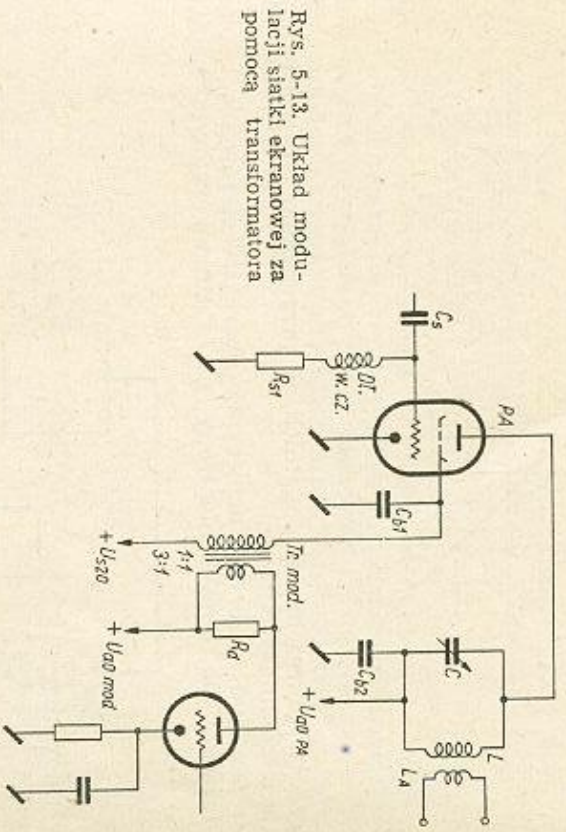 Rys. 5-13. Układ modu-
lacji siatki ekranowej za
pomocą transformatora
PA
Cs
Dł.
w. cz.
Rs1
Cb1
C
Cb2
+ Ua0 PA
L
LA
Tr. mod.
1:1
3:1
+ Us20
Rd
+ Ua0 mod